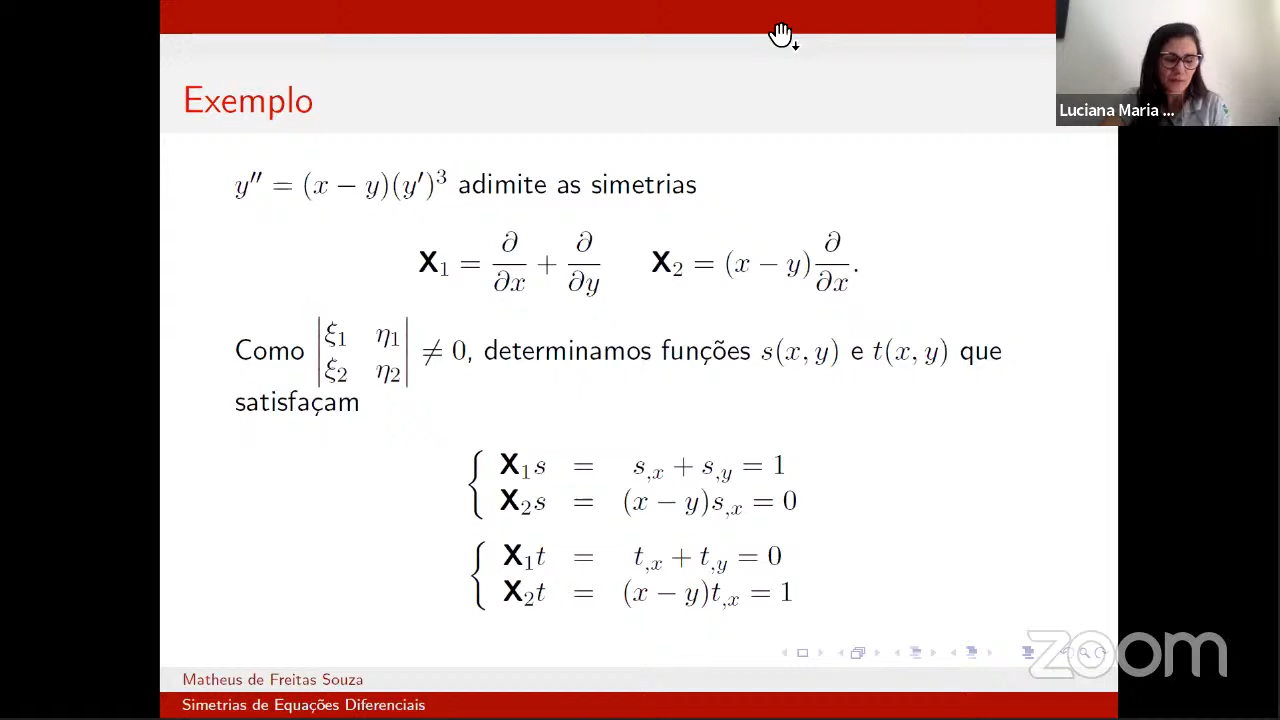 Exemplo
Luciana Maria ...
y'' = (x − y)(y')³ adimite as simetrias
X₁ = ∂/∂x + ∂/∂y    X₂ = (x − y) ∂/∂x.
Como |ξ₁ η₁; ξ₂ η₂| ≠ 0, determinamos funções s(x, y) e t(x, y) que
satisfaçam
X₁s = s,ₓ + s,ᵧ = 1
X₂s = (x − y)s,ₓ = 0
X₁t = t,ₓ + t,ᵧ = 0
X₂t = (x − y)t,ₓ = 1
zoom
Matheus de Freitas Souza
Simetrias de Equações Diferenciais